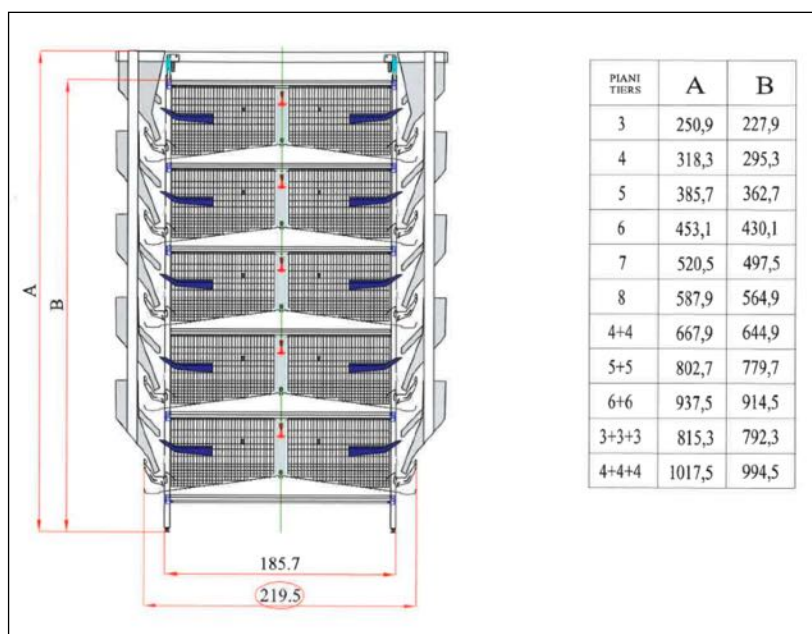 A
B
185.7
219.5
PIANI
TIERS A B
3 250,9 227,9
4 318,3 295,3
5 385,7 362,7
6 453,1 430,1
7 520,5 497,5
8 587,9 564,9
4+4 667,9 644,9
5+5 802,7 779,7
6+6 937,5 914,5
3+3+3 815,3 792,3
4+4+4 1017,5 994,5